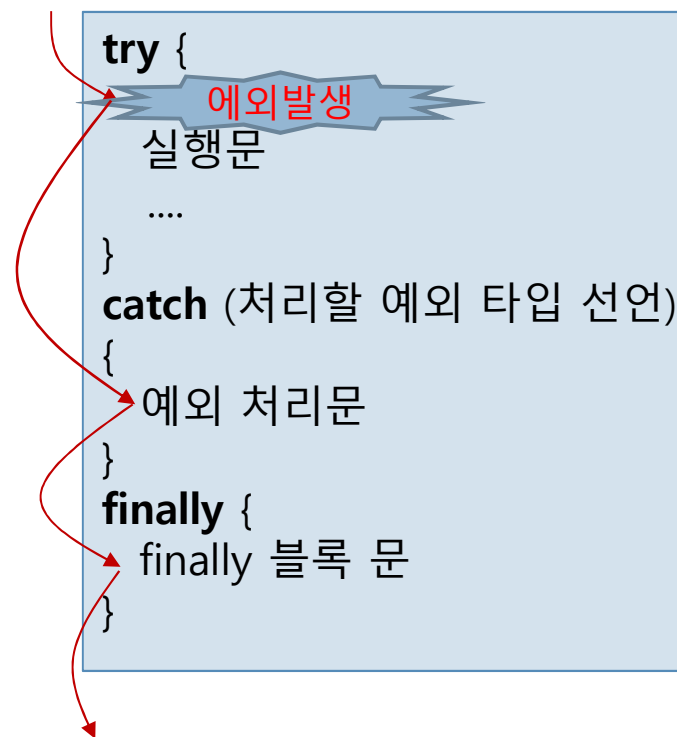 try {
에외발생
실행문
....
}
catch (처리할 예외 타입 선언)
{
예외 처리문
}
finally {
finally 블록 문
}